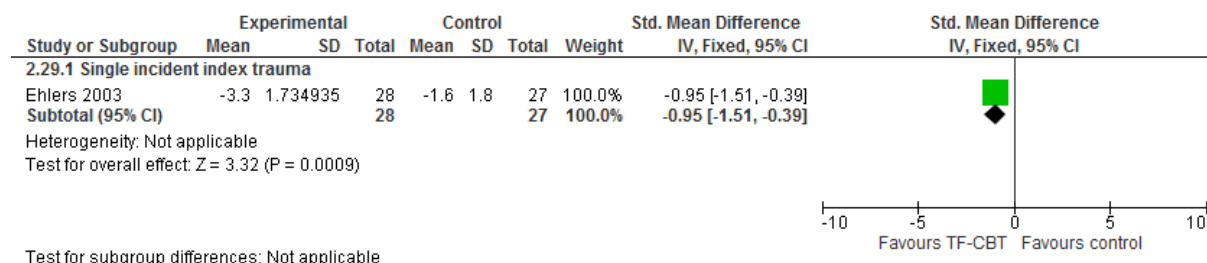 Experimental Control Std. Mean Difference Std. Mean Difference
Study or Subgroup Mean SD Total Mean SD Total Weight IV, Fixed, 95% CI IV, Fixed, 95% CI
2.29.1 Single incident index trauma
Ehlers 2003 -3.3 1.734935 28 -1.6 1.8 27 100.0% -0.95 [-1.51, -0.39]
Subtotal (95% CI) 28 27 100.0% -0.95 [-1.51, -0.39]
Heterogeneity: Not applicable
Test for overall effect: Z = 3.32 (P = 0.0009)
-10 -5 0 5 10
Favours TF-CBT Favours control
Test for subgroup differences: Not applicable